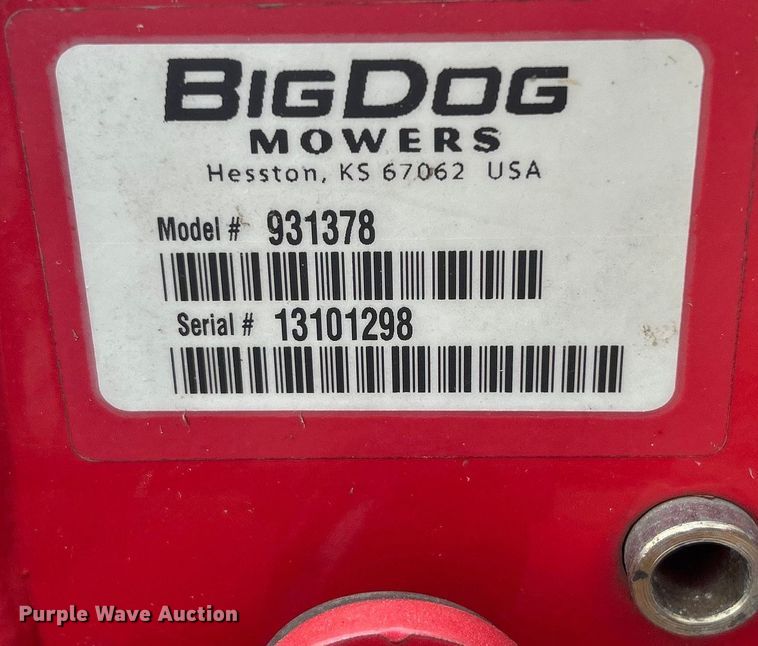 BIGDOG
MOWERS
Hesston, KS 67062 USA
Model # 931378
Serial # 13101298
Purple Wave Auction